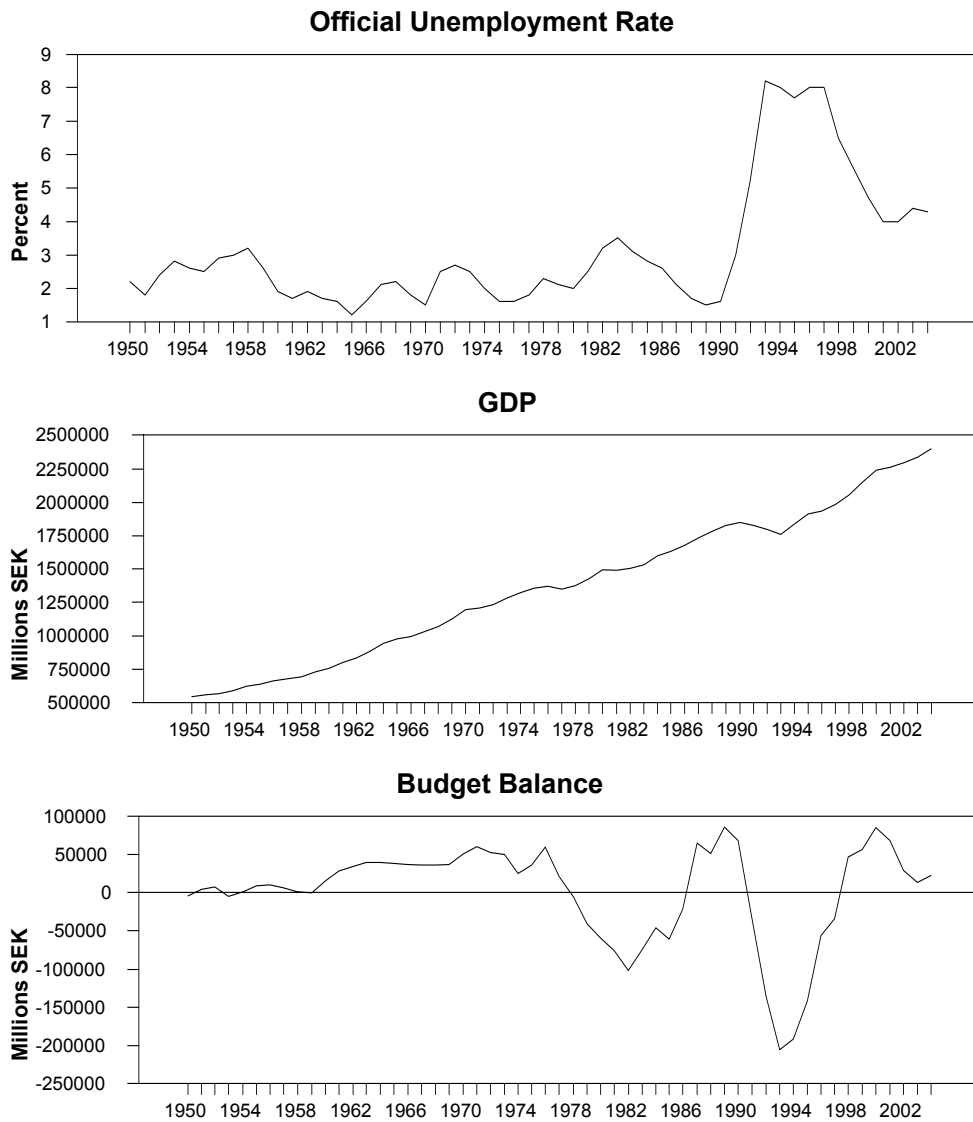 Official Unemployment Rate
9
8
7
6
5
4
3
2
1
Percent
1950 1954 1958 1962 1966 1970 1974 1978 1982 1986 1990 1994 1998 2002
GDP
2500000
2250000
2000000
1750000
1500000
1250000
1000000
750000
500000
Millions SEK
1950 1954 1958 1962 1966 1970 1974 1978 1982 1986 1990 1994 1998 2002
Budget Balance
100000
50000
0
-50000
-100000
-150000
-200000
-250000
Millions SEK
1950 1954 1958 1962 1966 1970 1974 1978 1982 1986 1990 1994 1998 2002